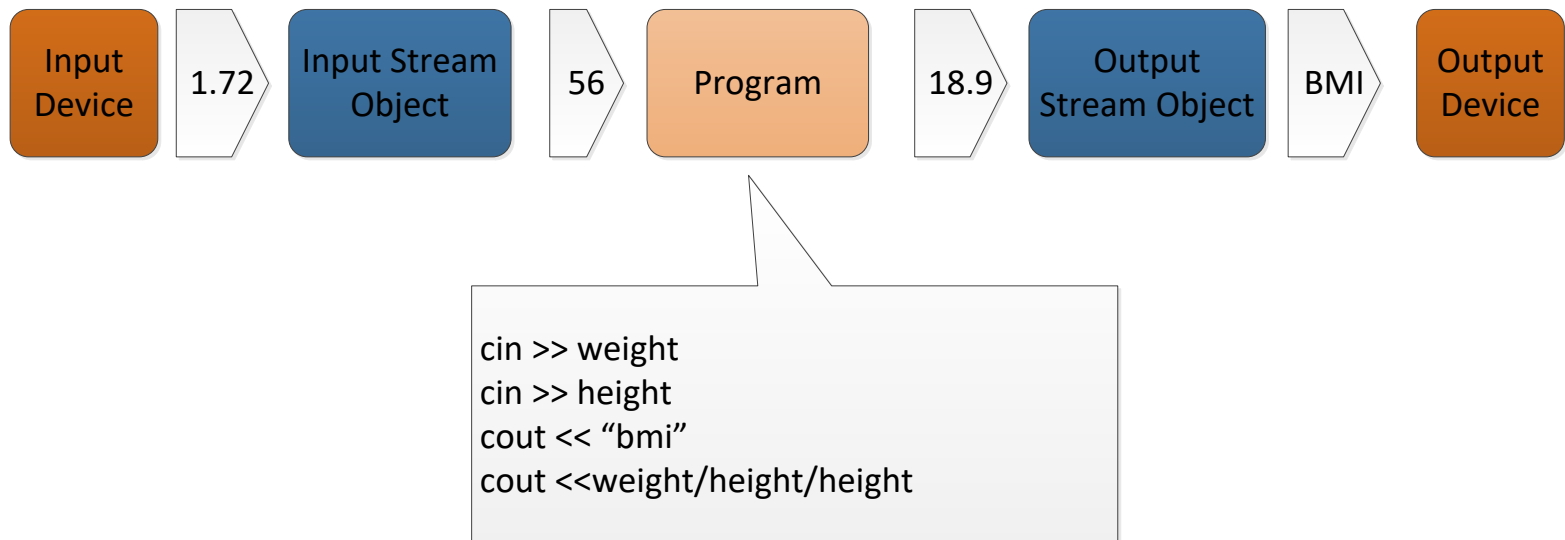 Input
Device
1.72
Input Stream
Object
56
Program
18.9
Output
Stream Object
BMI
Output
Device
cin >> weight
cin >> height
cout << “bmi”
cout <<weight/height/height